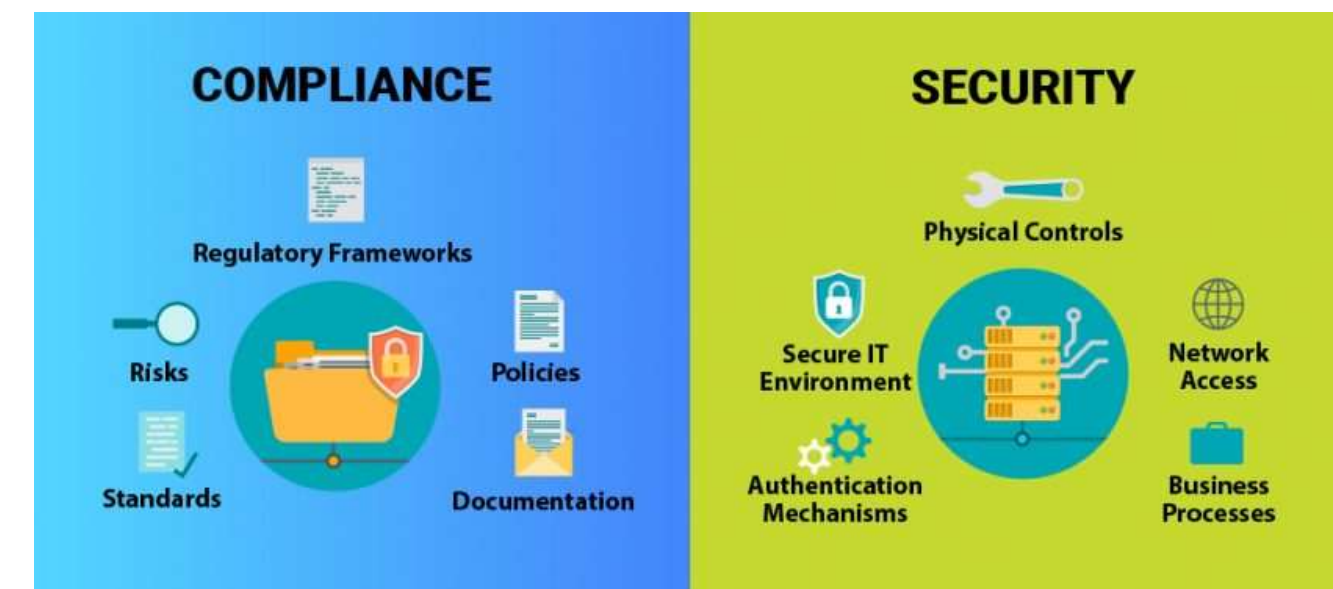 COMPLIANCE
Regulatory Frameworks
Risks
Policies
Standards
Documentation
SECURITY
Physical Controls
Secure IT
Environment
Network
Access
Authentication
Mechanisms
Business
Processes